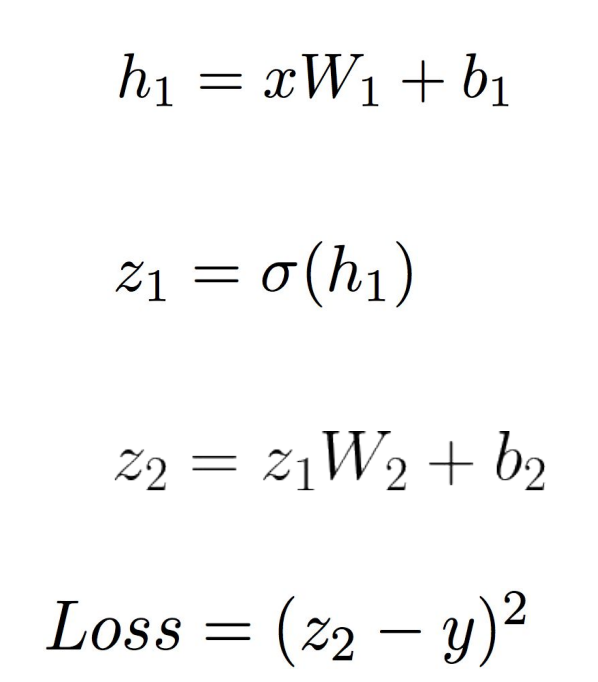 h₁ = xW₁ + b₁
z₁ = σ(h₁)
z₂ = z₁W₂ + b₂
Loss = (z₂ − y)²